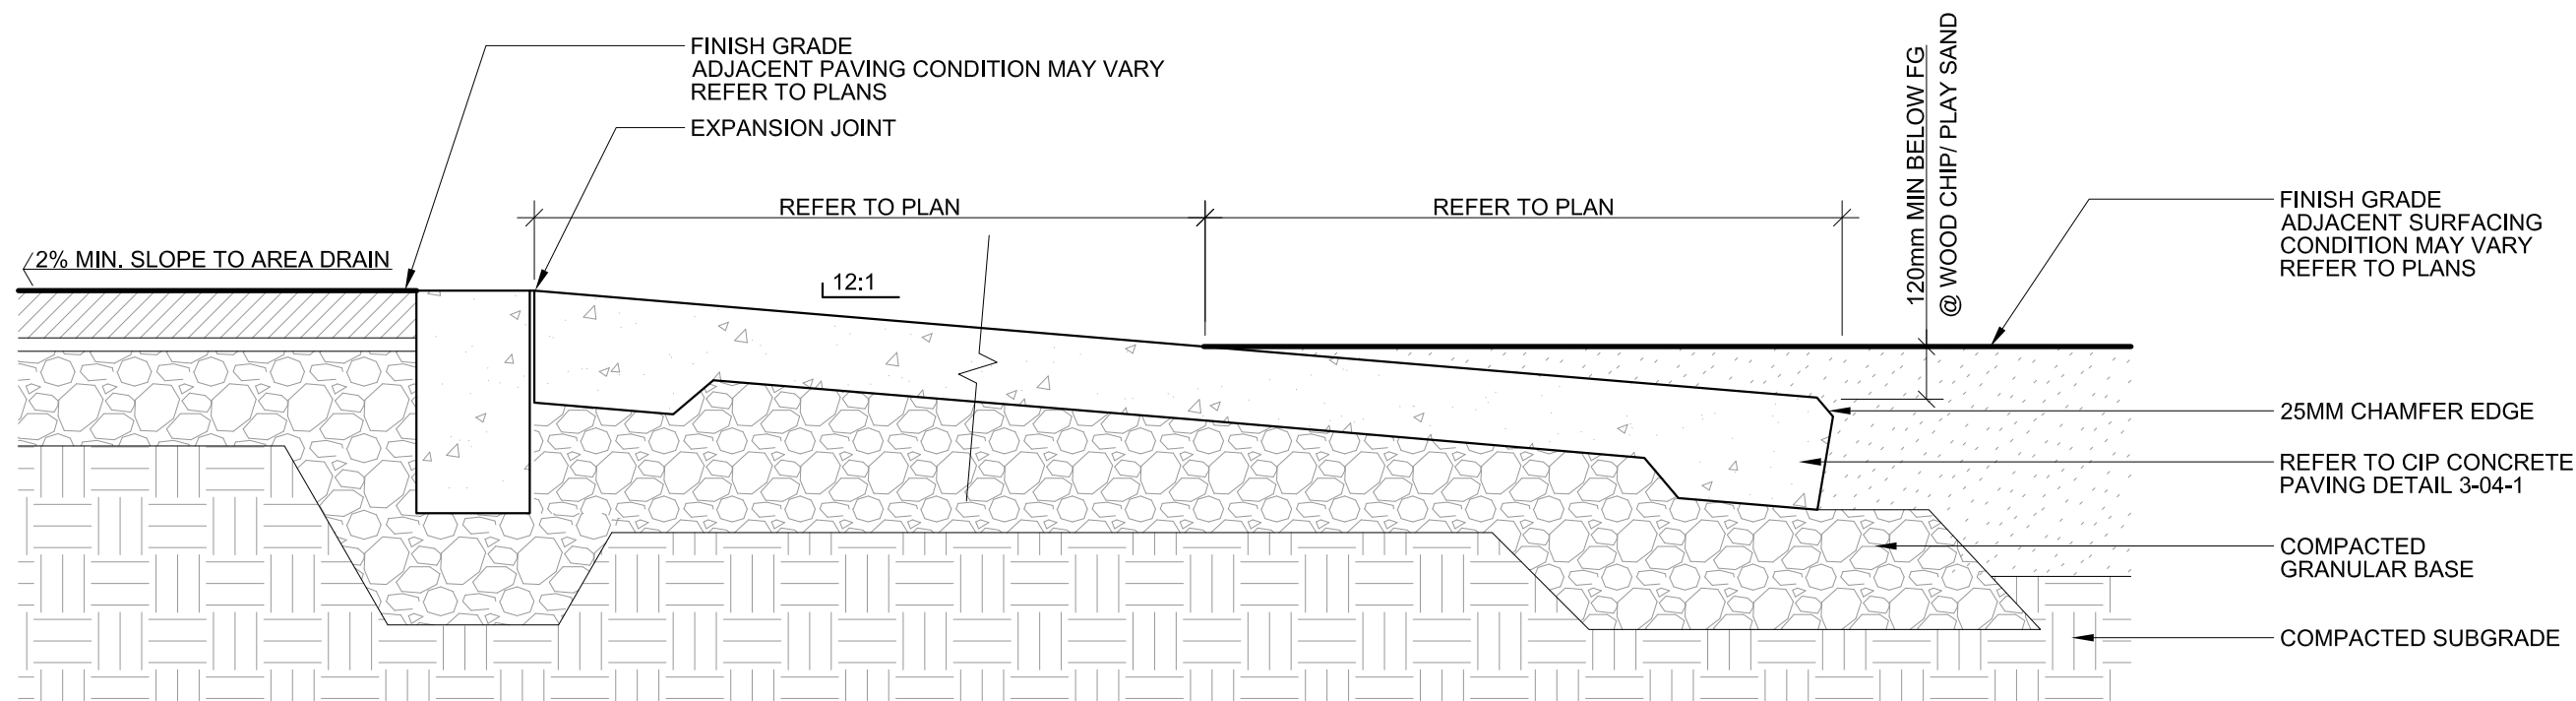 FINISH GRADE
ADJACENT PAVING CONDITION MAY VARY
REFER TO PLANS
EXPANSION JOINT
REFER TO PLAN
REFER TO PLAN
120mm MIN BELOW FG
@ WOOD CHIP/ PLAY SAND
2% MIN. SLOPE TO AREA DRAIN
12:1
FINISH GRADE
ADJACENT SURFACING
CONDITION MAY VARY
REFER TO PLANS
25MM CHAMFER EDGE
REFER TO CIP CONCRETE
PAVING DETAIL 3-04-1
COMPACTED
GRANULAR BASE
COMPACTED SUBGRADE